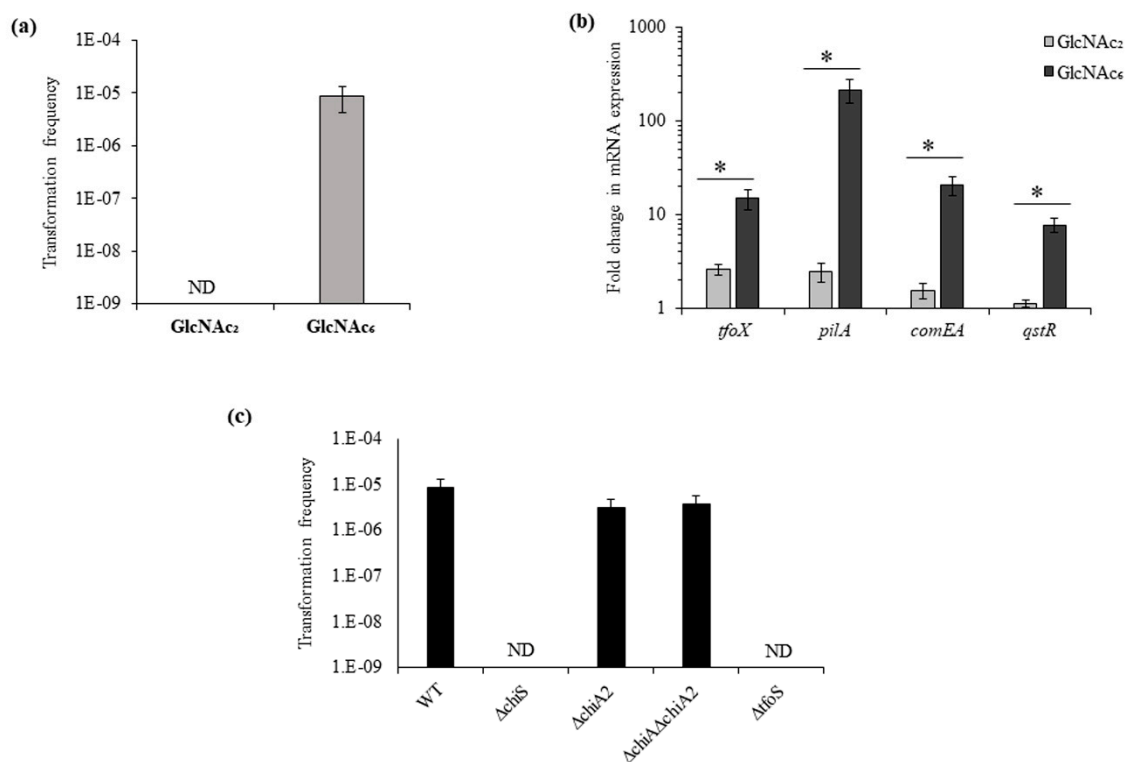 (a)
Transformation frequency
1E-04
1E-05
1E-06
1E-07
1E-08
1E-09
ND
GlcNAc₂
GlcNAc₆
(b)
Fold change in mRNA expression
1000
100
10
1
*
*
*
*
GlcNAc₂
GlcNAc₆
tfoX
pilA
comEA
qstR
(c)
Transformation frequency
1.E-04
1.E-05
1.E-06
1.E-07
1.E-08
1.E-09
ND
ND
WT
ΔchiS
ΔchiA2
ΔchiAΔchiA2
ΔtfoS